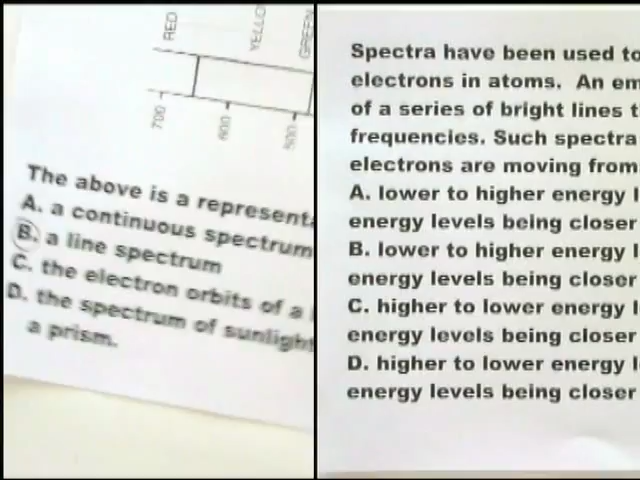 RED
YELLO
GREEN
700
600
500
The above is a represent
A. a continuous spectrum
B. a line spectrum
C. the electron orbits of a
D. the spectrum of sunlight
a prism.
Spectra have been used to
electrons in atoms. An em
of a series of bright lines t
frequencies. Such spectra
electrons are moving from
A. lower to higher energy l
energy levels being closer
B. lower to higher energy l
energy levels being closer
C. higher to lower energy l
energy levels being closer
D. higher to lower energy l
energy levels being closer